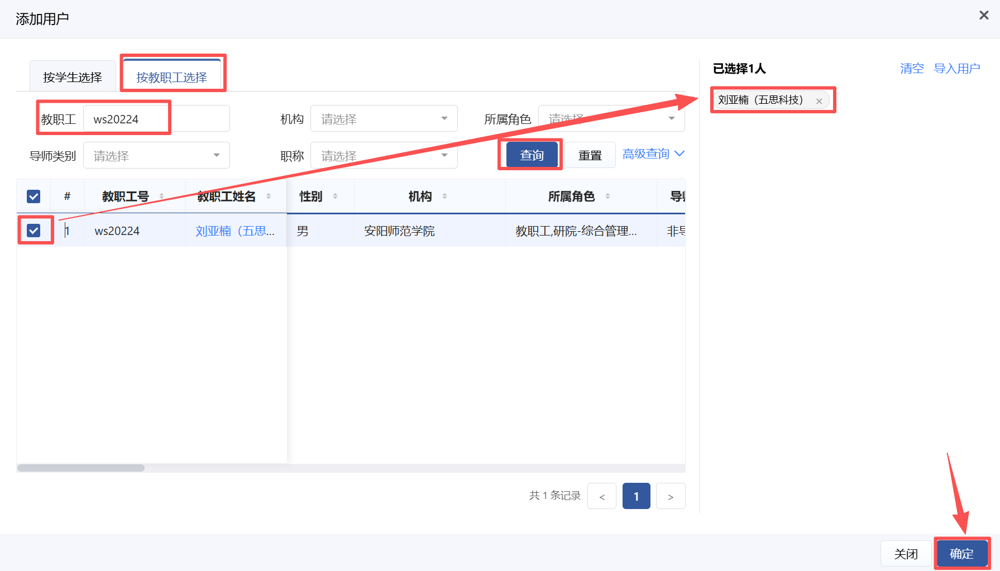 添加用户
按学生选择 按教职工选择
已选择1人 清空 导入用户
刘亚楠（五思科技）
教职工 ws20224 机构 请选择 所属角色 请选择
导师类别 请选择 职称 请选择 查询 重置 高级查询
# 教职工号 教职工姓名 性别 机构 所属角色
1 ws20224 刘亚楠（五思... 男 安阳师范学院 教职工,研院-综合管理... 非导
共 1 条记录 < 1 >
关闭 确定